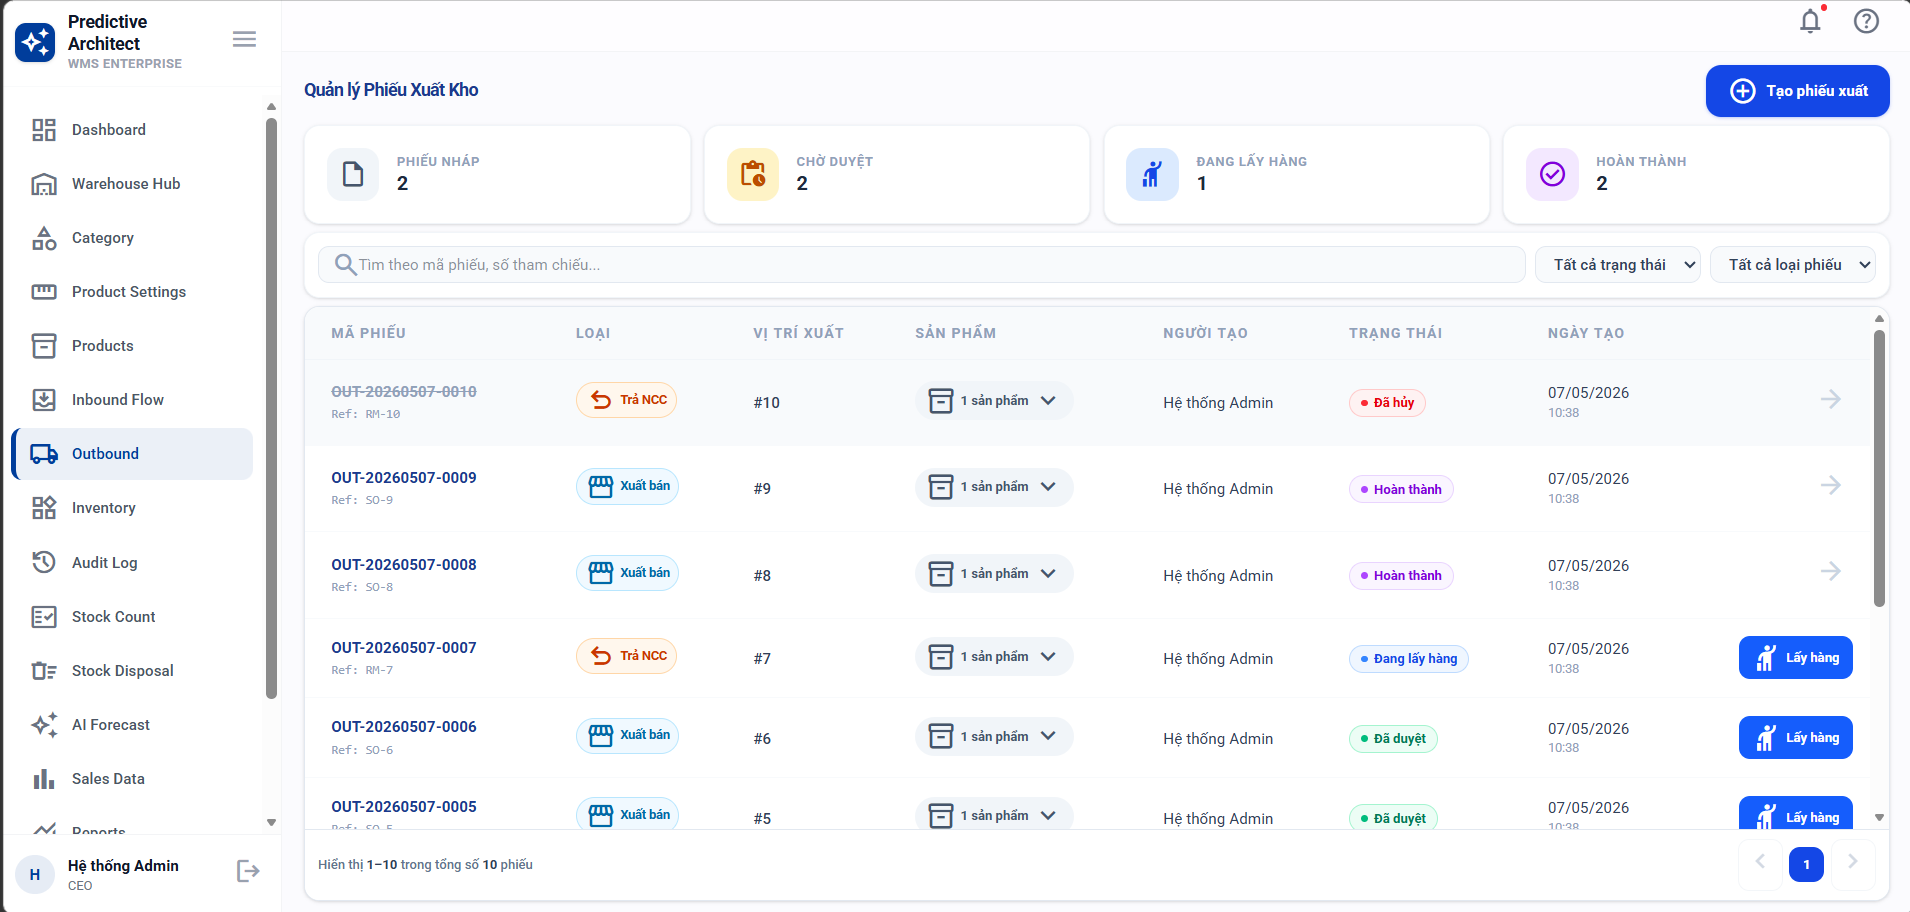 Predictive
Architect
WMS ENTERPRISE
Dashboard
Warehouse Hub
Category
Product Settings
Products
Inbound Flow
Outbound
Inventory
Audit Log
Stock Count
Stock Disposal
AI Forecast
Sales Data
Reports
H
Hệ thống Admin
CEO
Quản lý Phiếu Xuất Kho
Tạo phiếu xuất
PHIẾU NHÁP
2
CHỜ DUYỆT
2
ĐANG LẤY HÀNG
1
HOÀN THÀNH
2
Tìm theo mã phiếu, số tham chiếu...
Tất cả trạng thái
Tất cả loại phiếu
MÃ PHIẾU LOẠI VỊ TRÍ XUẤT SẢN PHẨM NGƯỜI TẠO TRẠNG THÁI NGÀY TẠO
OUT-20260507-0010 Trả NCC #10 1 sản phẩm Hệ thống Admin Đã hủy 07/05/2026
Ref: RM-10 10:38
OUT-20260507-0009 Xuất bán #9 1 sản phẩm Hệ thống Admin Hoàn thành 07/05/2026
Ref: SO-9 10:38
OUT-20260507-0008 Xuất bán #8 1 sản phẩm Hệ thống Admin Hoàn thành 07/05/2026
Ref: SO-8 10:38
OUT-20260507-0007 Trả NCC #7 1 sản phẩm Hệ thống Admin Đang lấy hàng 07/05/2026 Lấy hàng
Ref: RM-7 10:38
OUT-20260507-0006 Xuất bán #6 1 sản phẩm Hệ thống Admin Đã duyệt 07/05/2026 Lấy hàng
Ref: SO-6 10:38
OUT-20260507-0005 Xuất bán #5 1 sản phẩm Hệ thống Admin Đã duyệt 07/05/2026 Lấy hàng
Ref: SO-5 10:38
Hiển thị 1–10 trong tổng số 10 phiếu
1